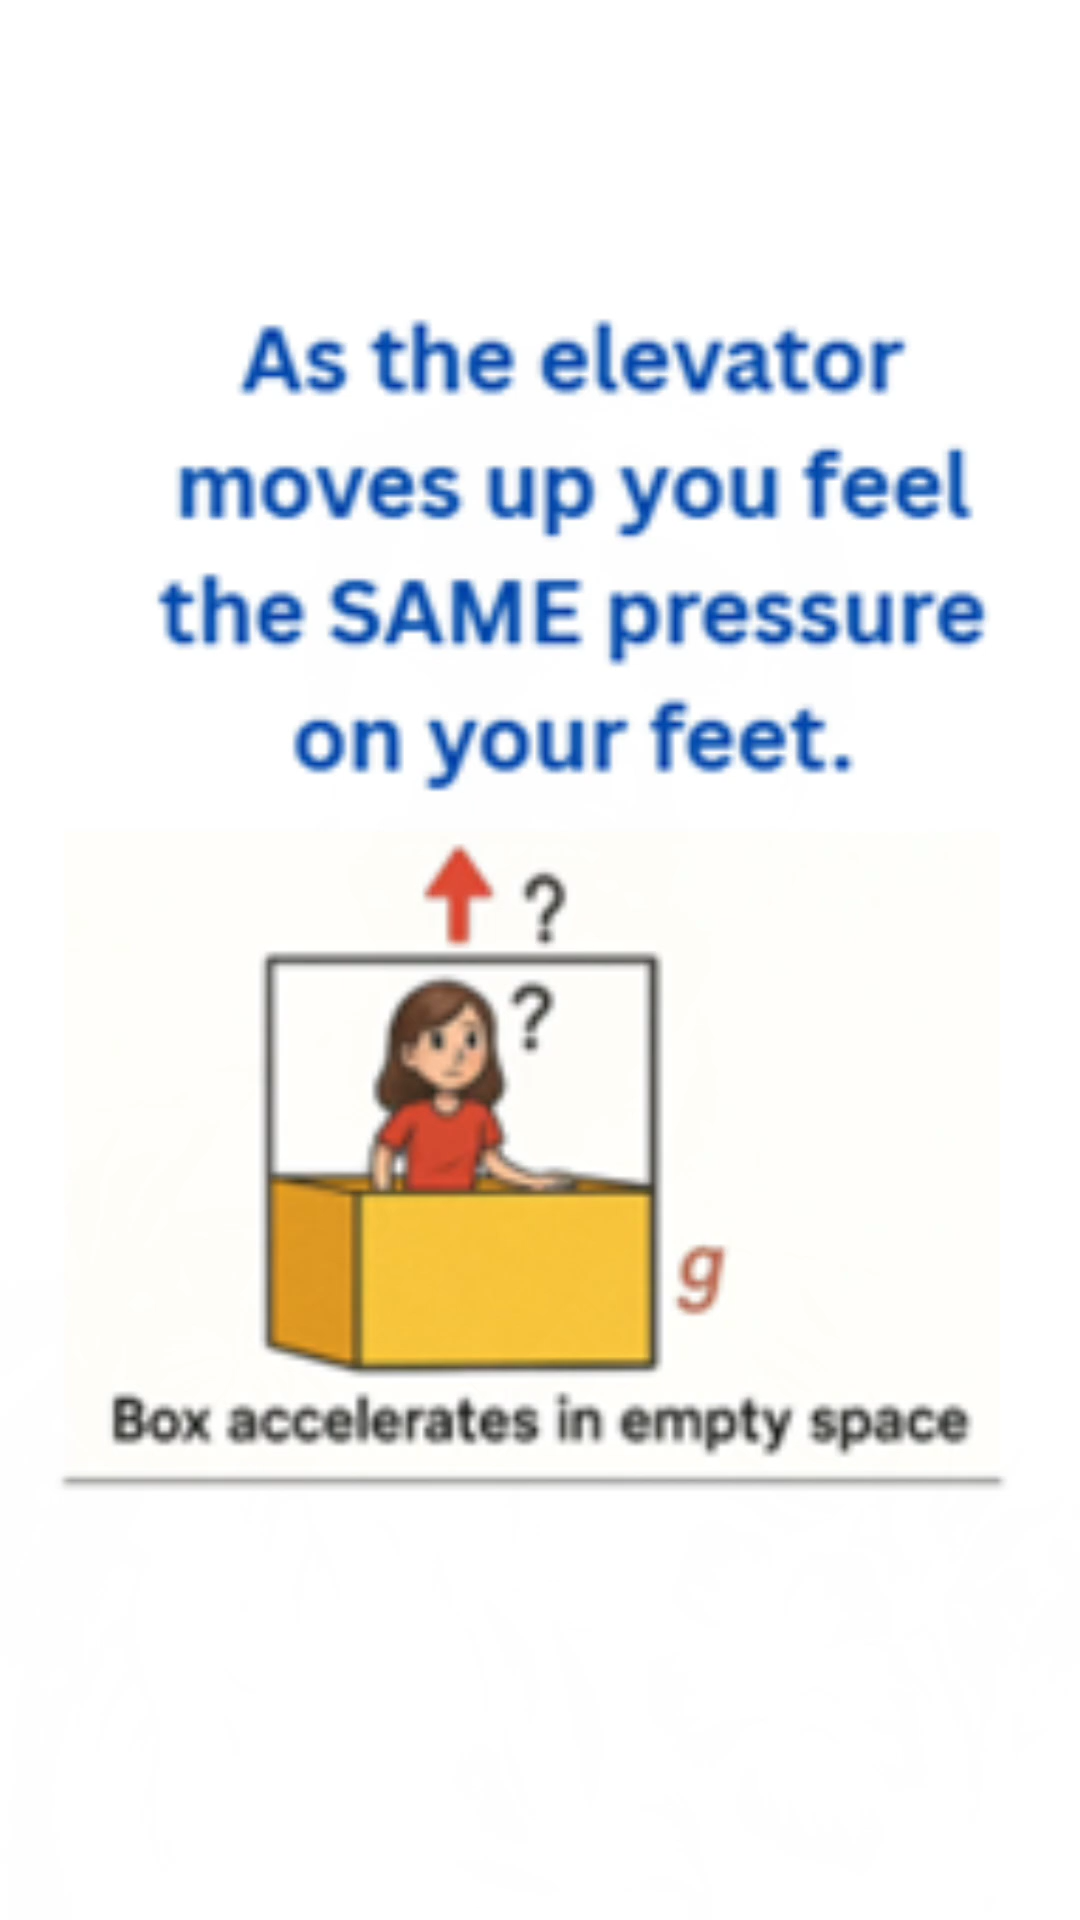 As the elevator
moves up you feel
the SAME pressure
on your feet.
?
?
g
Box accelerates in empty space